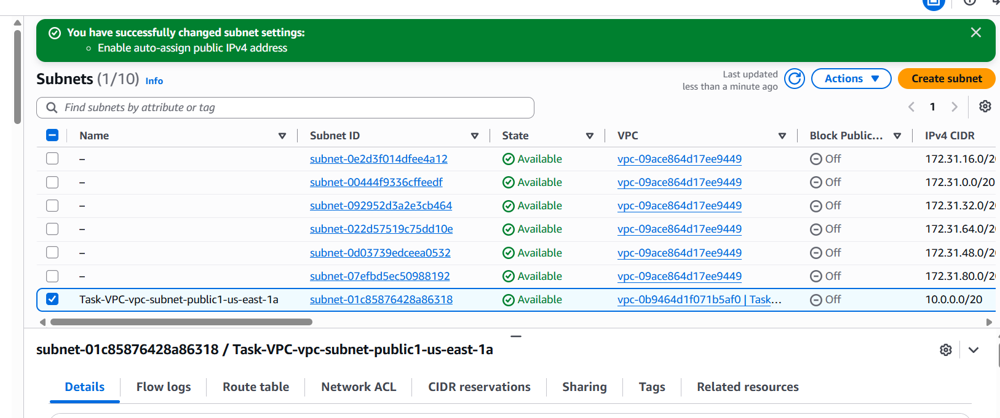 You have successfully changed subnet settings:
Enable auto-assign public IPv4 address
Subnets (1/10) Info
Last updated
less than a minute ago
Actions
Create subnet
Find subnets by attribute or tag
1
Name Subnet ID State VPC Block Public... IPv4 CIDR
– subnet-0e2d3f014dfee4a12 Available vpc-09ace864d17ee9449 Off 172.31.16.0/2
– subnet-00444f9336cffeedf Available vpc-09ace864d17ee9449 Off 172.31.0.0/20
– subnet-092952d3a2e3cb464 Available vpc-09ace864d17ee9449 Off 172.31.32.0/2
– subnet-022d57519c75dd10e Available vpc-09ace864d17ee9449 Off 172.31.64.0/2
– subnet-0d03739edceea0532 Available vpc-09ace864d17ee9449 Off 172.31.48.0/2
– subnet-07efbd5ec50988192 Available vpc-09ace864d17ee9449 Off 172.31.80.0/2
Task-VPC-vpc-subnet-public1-us-east-1a subnet-01c85876428a86318 Available vpc-0b9464d1f071b5af0 | Task... Off 10.0.0.0/20
subnet-01c85876428a86318 / Task-VPC-vpc-subnet-public1-us-east-1a
Details Flow logs Route table Network ACL CIDR reservations Sharing Tags Related resources